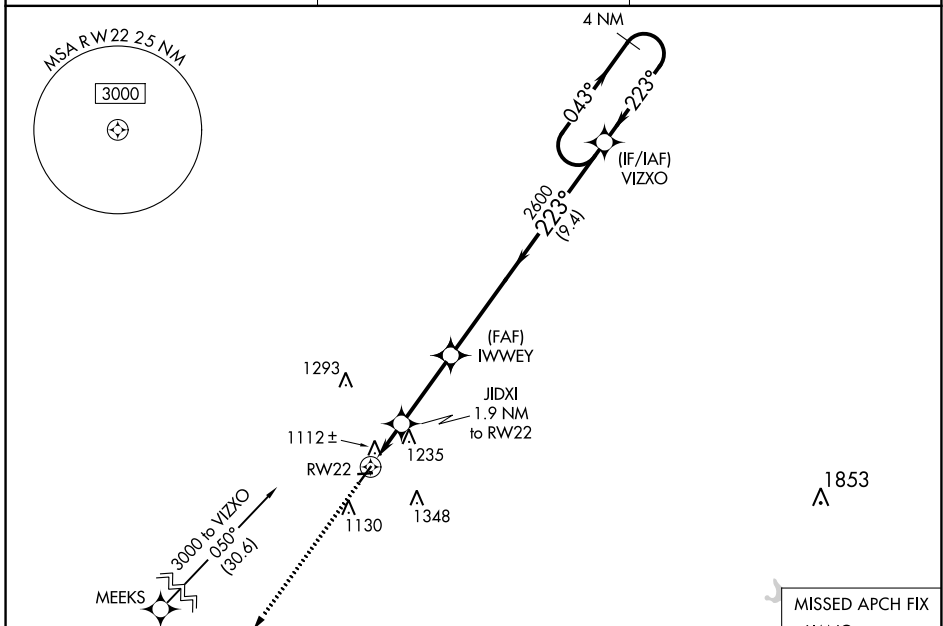 MSA RW22 25 NM
3000
4 NM
043°
223°
(IF/IAF)
VIZXO
2600
223°
(9.4)
(FAF)
IWWEY
1293
JIDXI
1.9 NM
to RW22
1112 ±
1235
RW22
1853
1348
1130
3000 to VIZXO
050°
(30.6)
MEEKS
MISSED APCH FIX